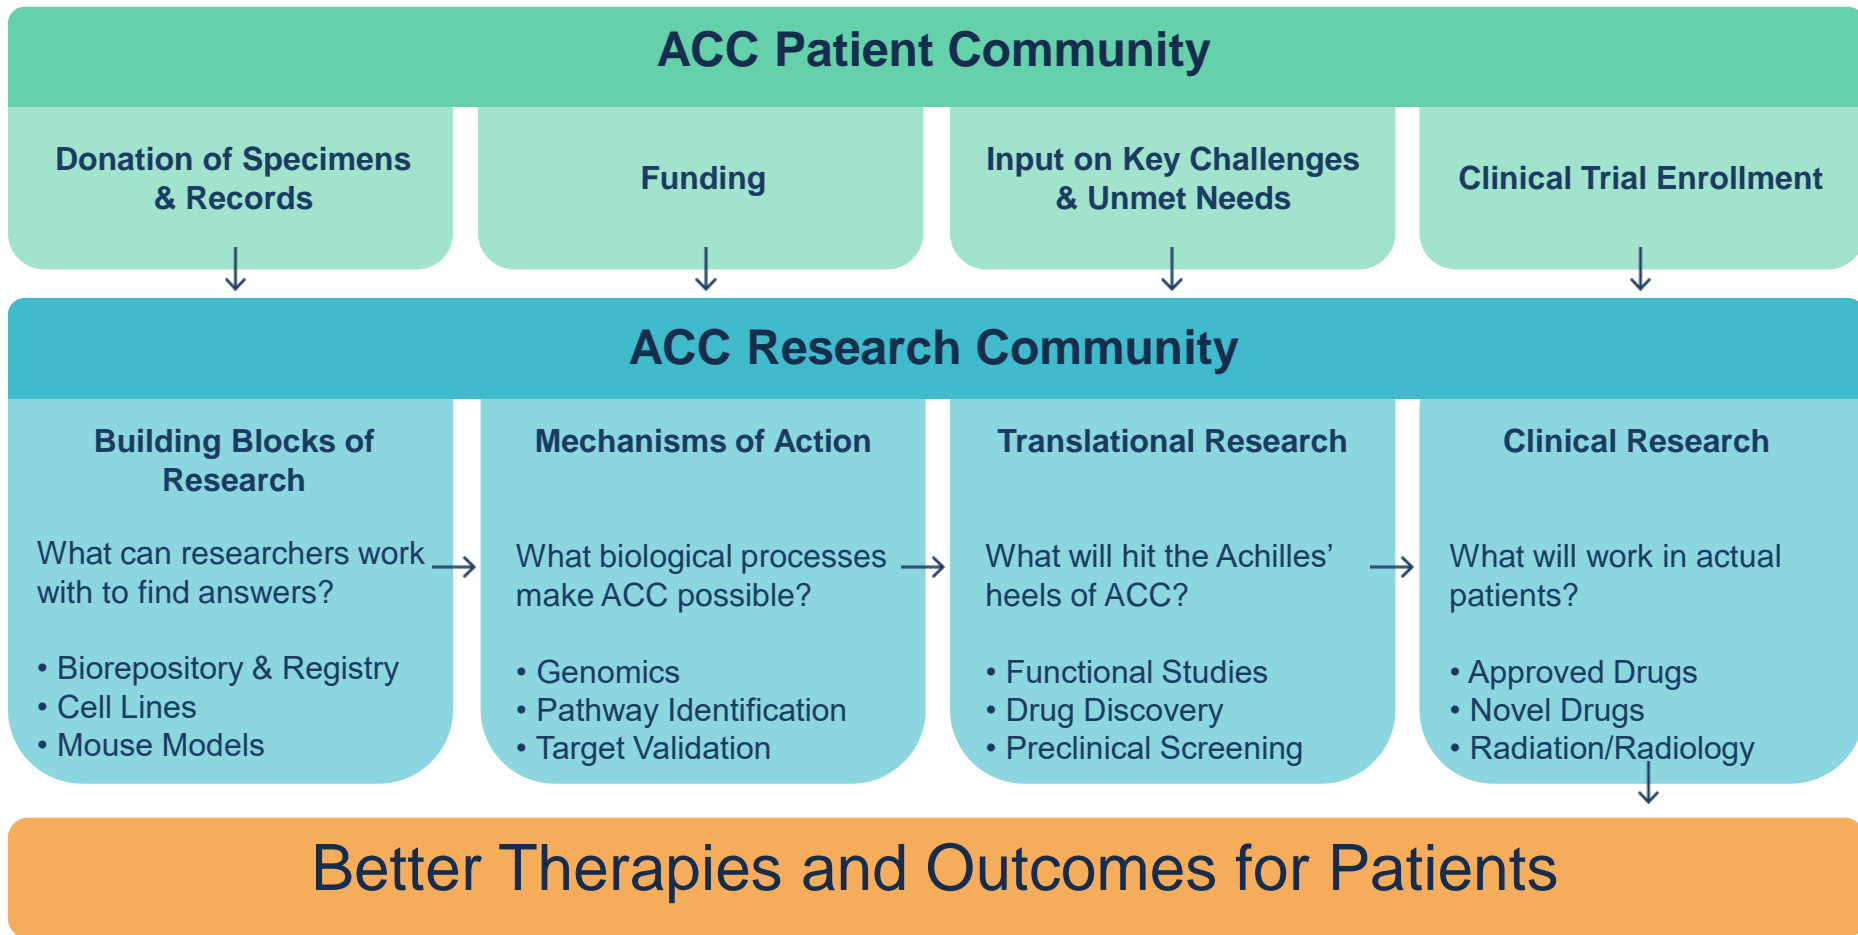 ACC Patient Community
Donation of Specimens
& Records
Funding
Input on Key Challenges
& Unmet Needs
Clinical Trial Enrollment
ACC Research Community
Building Blocks of
Research
What can researchers work
with to find answers?
• Biorepository & Registry
• Cell Lines
• Mouse Models
Mechanisms of Action
What biological processes
make ACC possible?
• Genomics
• Pathway Identification
• Target Validation
Translational Research
What will hit the Achilles’
heels of ACC?
• Functional Studies
• Drug Discovery
• Preclinical Screening
Clinical Research
What will work in actual
patients?
• Approved Drugs
• Novel Drugs
• Radiation/Radiology
Better Therapies and Outcomes for Patients